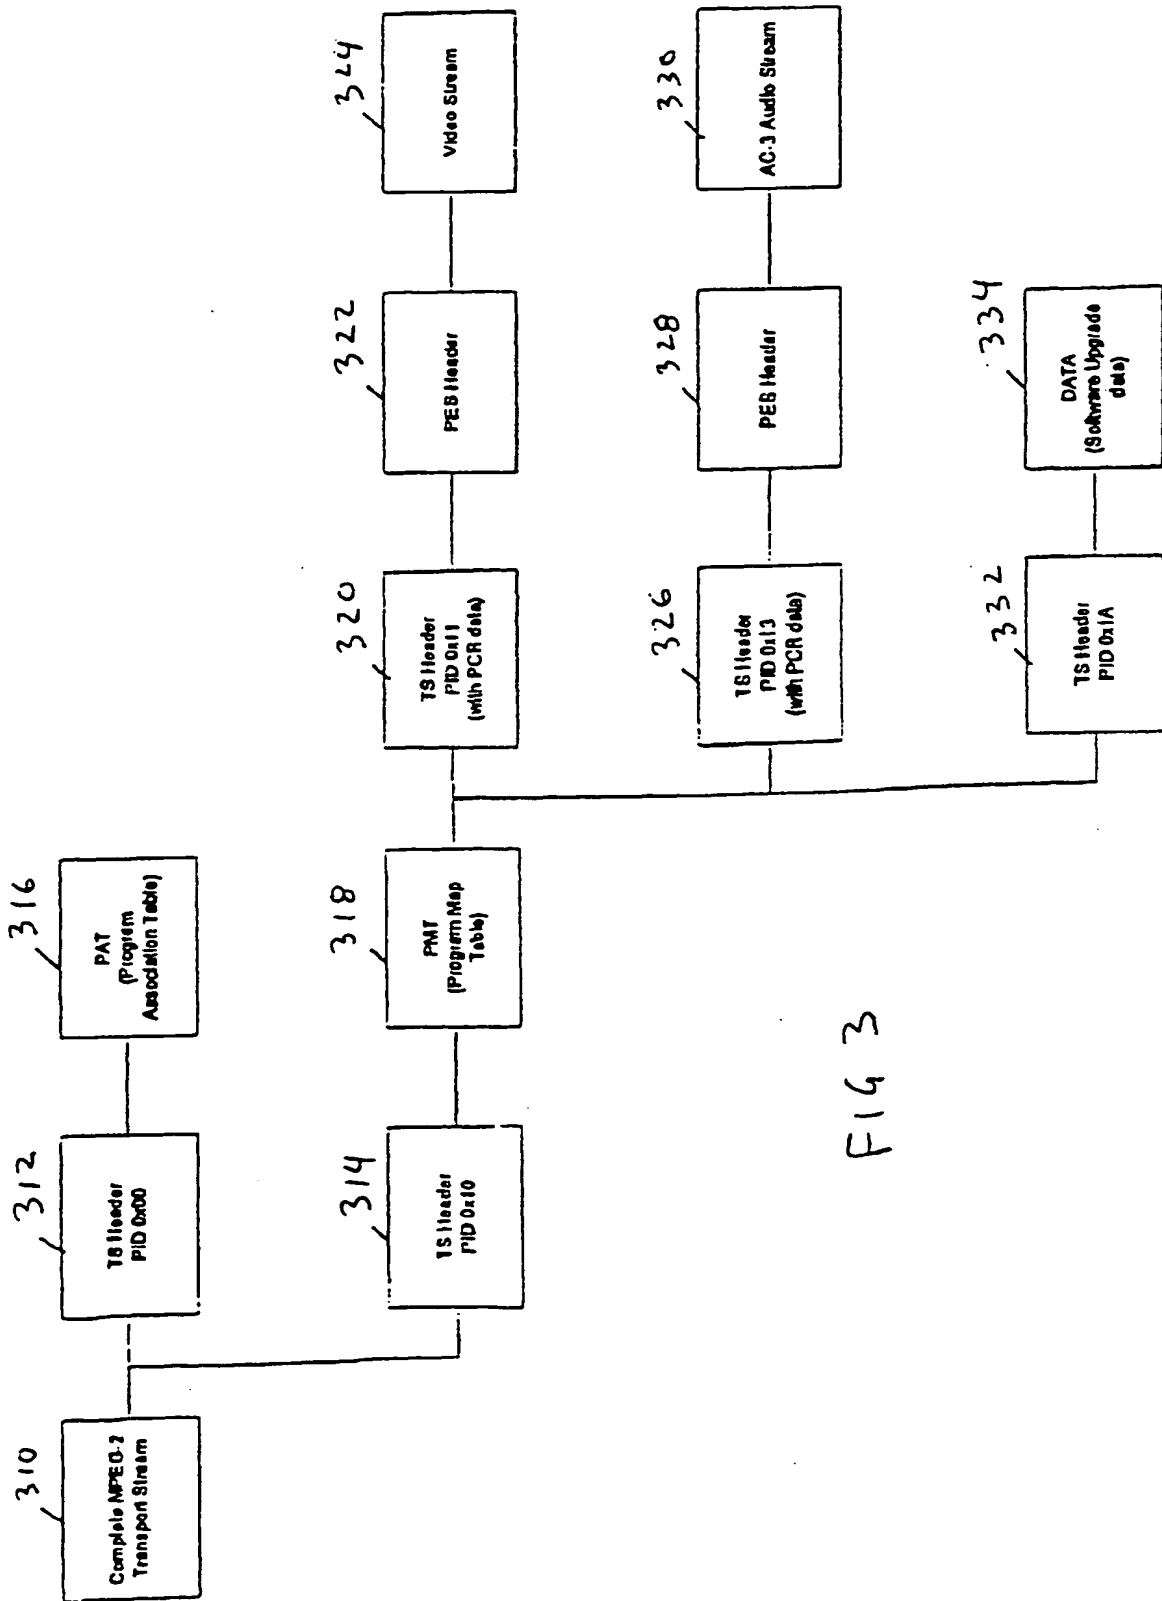 310
Complete MPEG-2
Transport Stream
312
TS Header
PID 0x00
316
PAT
(Program
Association Table)
314
TS Header
PID 0x10
318
PMT
(Program Map
Table)
320
TS Header
PID 0x11
(with PCR data)
322
PES Header
324
Video Stream
326
TS Header
PID 0x13
(with PCR data)
328
PES Header
330
AC-3 Audio Stream
332
TS Header
PID 0x1A
334
DATA
(Software Upgrade
data)
FIG 3